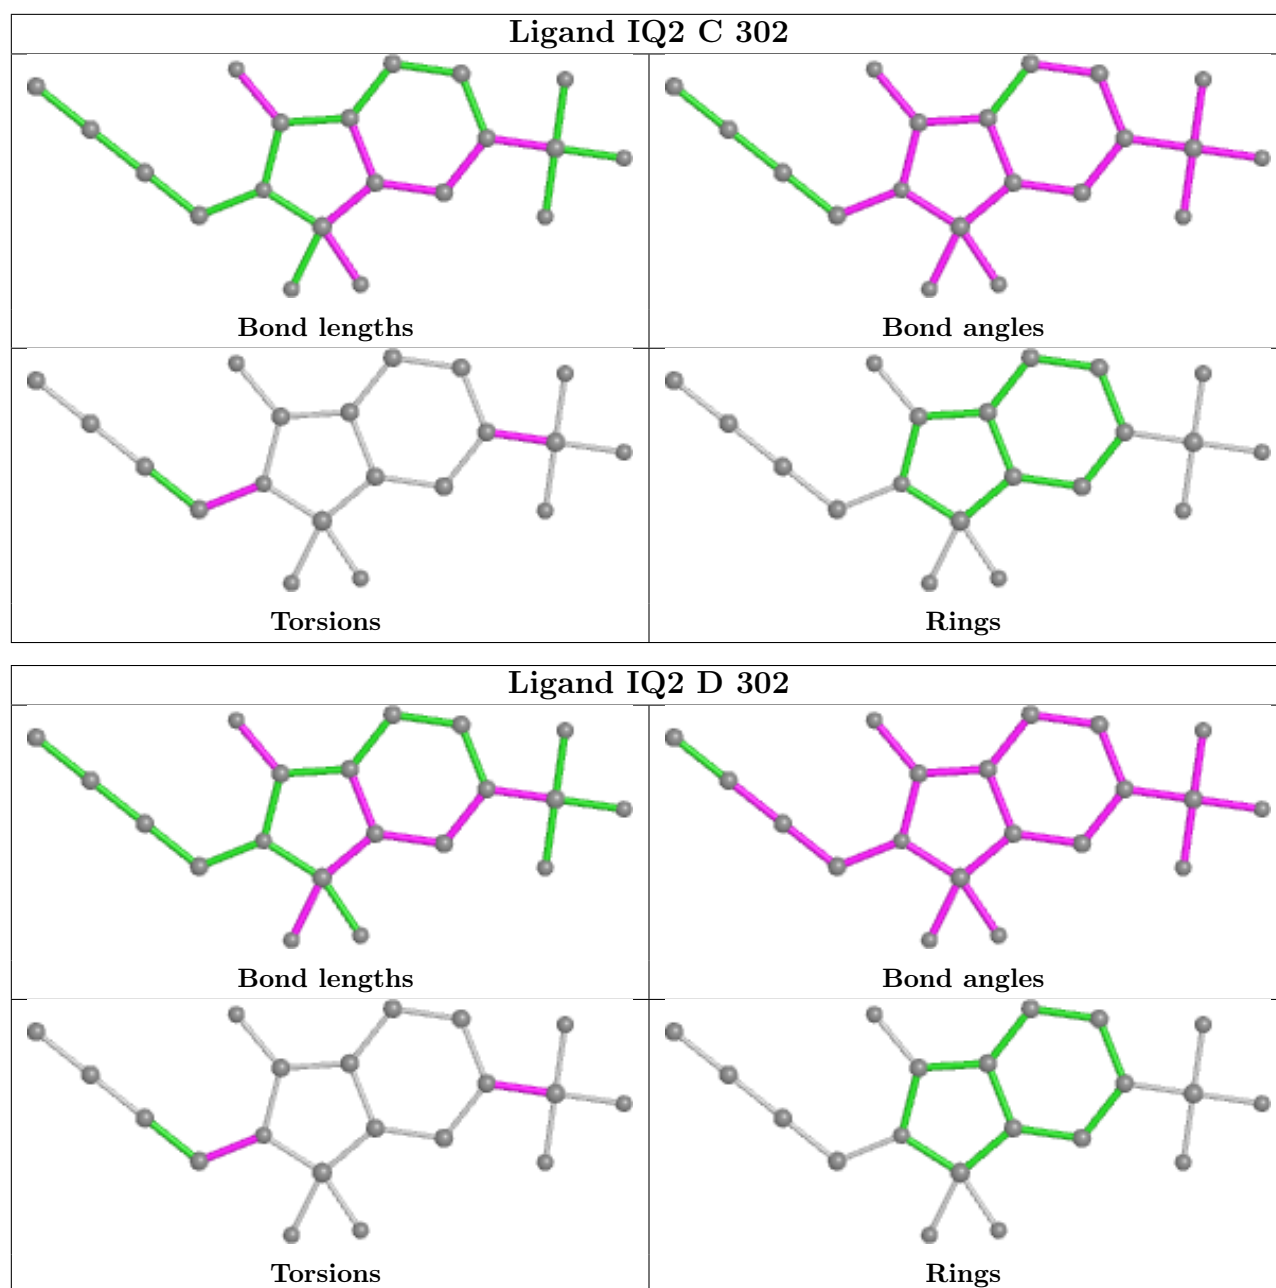 Ligand IQ2 C 302
Bond lengths
Bond angles
Torsions
Rings
Ligand IQ2 D 302
Bond lengths
Bond angles
Torsions
Rings